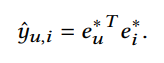 ŷ_{u,i} = e_u^{*T} e_i^*.